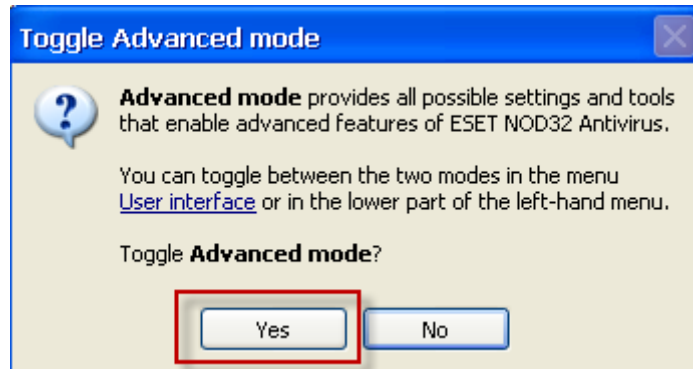 Toggle Advanced mode
Advanced mode provides all possible settings and tools
that enable advanced features of ESET NOD32 Antivirus.
You can toggle between the two modes in the menu
User interface or in the lower part of the left-hand menu.
Toggle Advanced mode?
Yes No